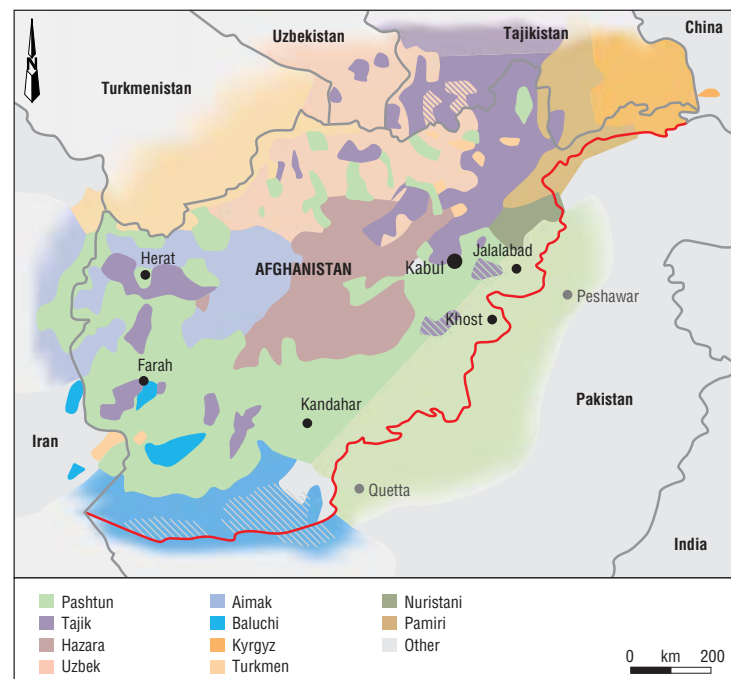 Uzbekistan
Tajikistan
China
N
Turkmenistan
Herat
AFGHANISTAN
Kabul
Jalalabad
Peshawar
Khost
Farah
Kandahar
Pakistan
Iran
Quetta
India
Pashtun
Tajik
Hazara
Uzbek
Aimak
Baluchi
Kyrgyz
Turkmen
Nuristani
Pamiri
Other
0 km 200